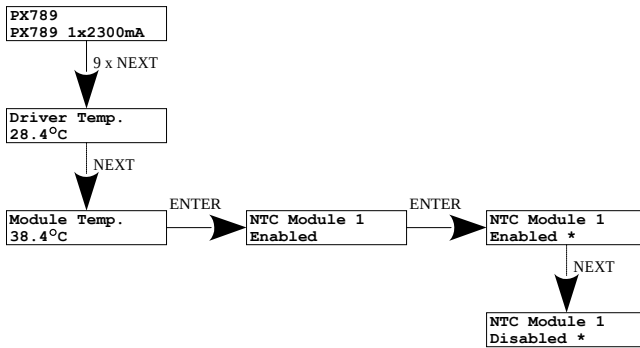 PX789
PX789 1x2300mA
9 x NEXT
Driver Temp.
28.4°C
NEXT
Module Temp.
38.4°C
ENTER
NTC Module 1
Enabled
ENTER
NTC Module 1
Enabled *
NEXT
NTC Module 1
Disabled *